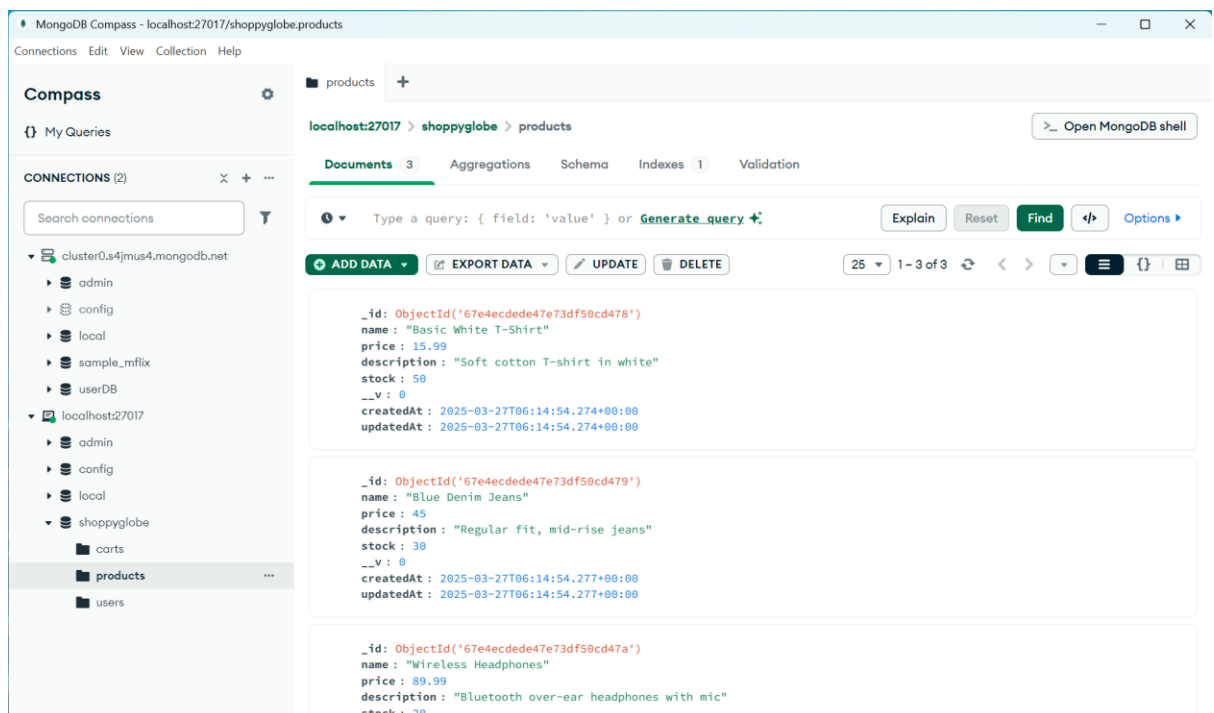 MongoDB Compass - localhost:27017/shoppyglobe.products
Connections Edit View Collection Help
Compass
{} My Queries
CONNECTIONS (2)
Search connections
cluster0.s4jmus4.mongodb.net
admin
config
local
sample_mflix
userDB
localhost:27017
admin
config
local
shoppyglobe
carts
products
users
products
localhost:27017 > shoppyglobe > products
>_ Open MongoDB shell
Documents 3 Aggregations Schema Indexes 1 Validation
Type a query: { field: 'value' } or Generate query
Explain Reset Find </> Options
ADD DATA EXPORT DATA UPDATE DELETE
25 1 - 3 of 3 {}
_id: ObjectId('67e4ecdede47e73df50cd478')
name : "Basic White T-Shirt"
price : 15.99
description : "Soft cotton T-shirt in white"
stock : 50
__v : 0
createdAt : 2025-03-27T06:14:54.274+00:00
updatedAt : 2025-03-27T06:14:54.274+00:00
_id: ObjectId('67e4ecdede47e73df50cd479')
name : "Blue Denim Jeans"
price : 45
description : "Regular fit, mid-rise jeans"
stock : 30
__v : 0
createdAt : 2025-03-27T06:14:54.277+00:00
updatedAt : 2025-03-27T06:14:54.277+00:00
_id: ObjectId('67e4ecdede47e73df50cd47a')
name : "Wireless Headphones"
price : 89.99
description : "Bluetooth over-ear headphones with mic"
stock :